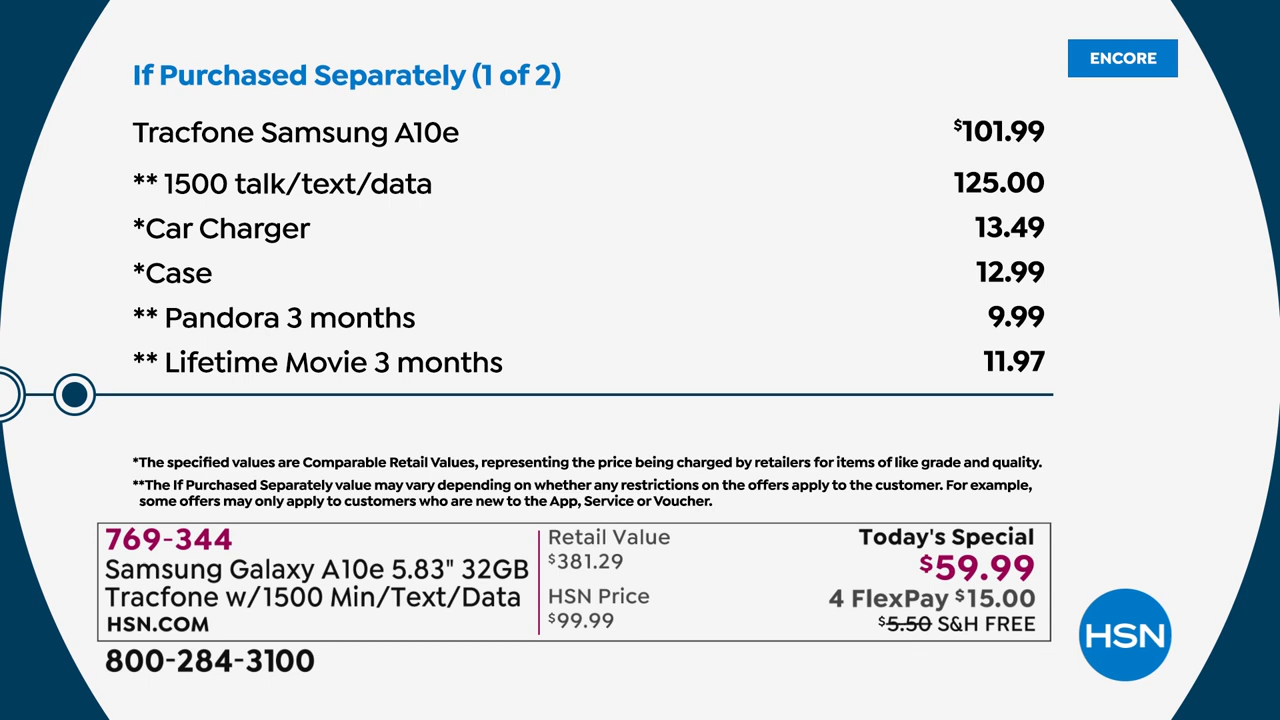 If Purchased Separately (1 of 2)
ENCORE
Tracfone Samsung A10e $101.99
** 1500 talk/text/data 125.00
*Car Charger 13.49
*Case 12.99
** Pandora 3 months 9.99
** Lifetime Movie 3 months 11.97
*The specified values are Comparable Retail Values, representing the price being charged by retailers for items of like grade and quality.
**The If Purchased Separately value may vary depending on whether any restrictions on the offers apply to the customer. For example,
some offers may only apply to customers who are new to the App, Service or Voucher.
769-344
Samsung Galaxy A10e 5.83" 32GB
Tracfone w/1500 Min/Text/Data
HSN.COM
Retail Value
$381.29
HSN Price
$99.99
Today's Special
$59.99
4 FlexPay $15.00
$5.50 S&H FREE
800-284-3100
HSN